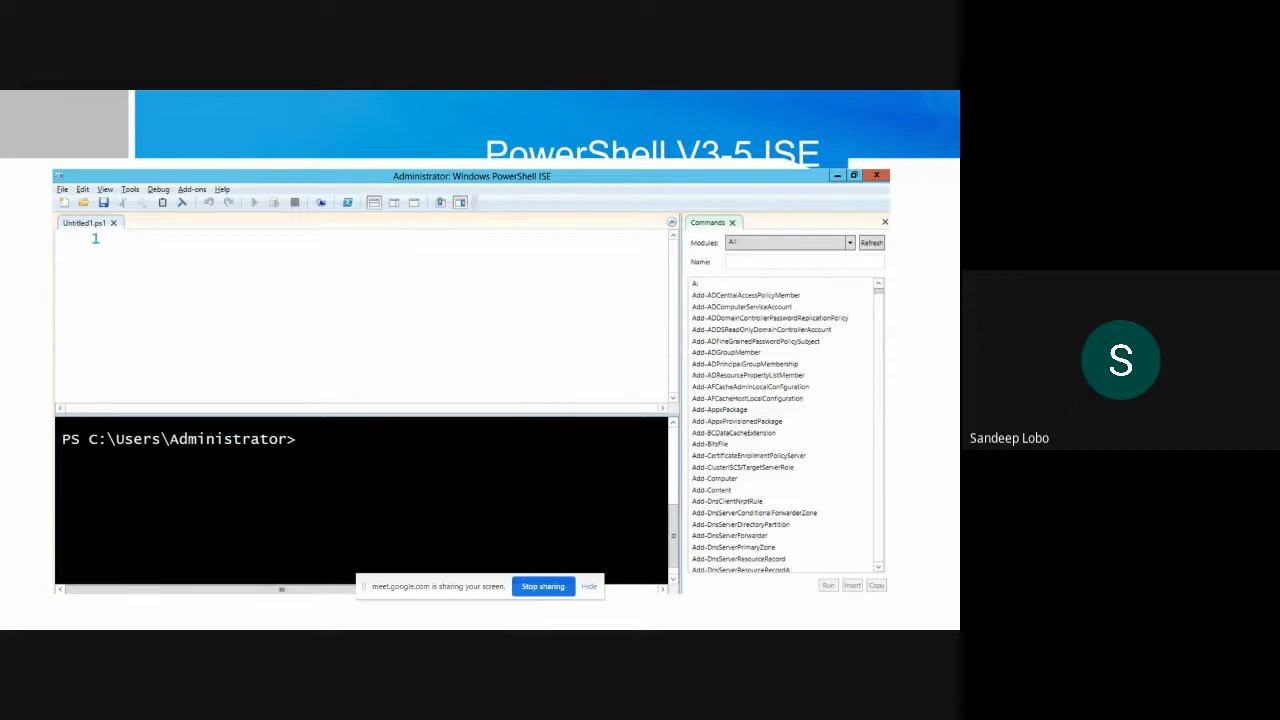 PowerShell V3-5 ISE
Administrator: Windows PowerShell ISE
File Edit View Tools Debug Add-ons Help
Untitled1.ps1
1
PS C:\Users\Administrator>
Commands
Modules: All Refresh
Name:
A:
Add-ADCentralAccessPolicyMember
Add-ADComputerServiceAccount
Add-ADDomainControllerPasswordReplicationPolicy
Add-ADDSReadOnlyDomainControllerAccount
Add-ADFineGrainedPasswordPolicySubject
Add-ADGroupMember
Add-ADPrincipalGroupMembership
Add-ADResourcePropertyListMember
Add-AFCacheAdminLocalConfiguration
Add-AFCacheHostLocalConfiguration
Add-AppxPackage
Add-AppxProvisionedPackage
Add-BCDataCacheExtension
Add-BitsFile
Add-CertificateEnrollmentPolicyServer
Add-ClusteriSCSITargetServerRole
Add-Computer
Add-Content
Add-DnsClientNrptRule
Add-DnsServerConditionalForwarderZone
Add-DnsServerDirectoryPartition
Add-DnsServerForwarder
Add-DnsServerPrimaryZone
Add-DnsServerResourceRecord
Add-DnsServerResourceRecordA
Run Insert Copy
meet.google.com is sharing your screen. Stop sharing Hide
S
Sandeep Lobo